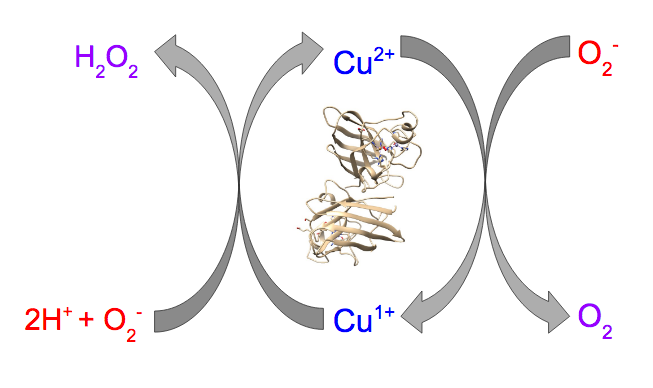 H₂O₂ Cu²⁺ O₂⁻
2H⁺ + O₂⁻ Cu¹⁺ O₂